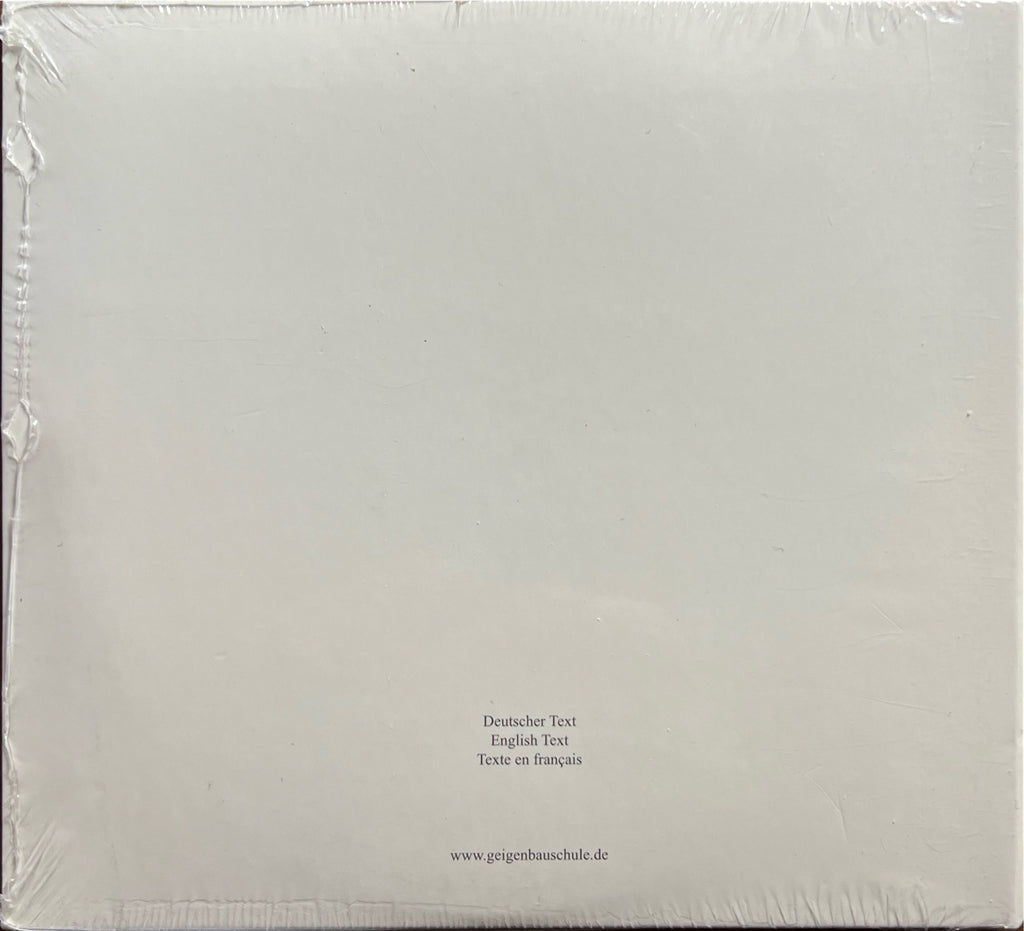 Deutscher Text
English Text
Texte en français
www.geigenbauschule.de